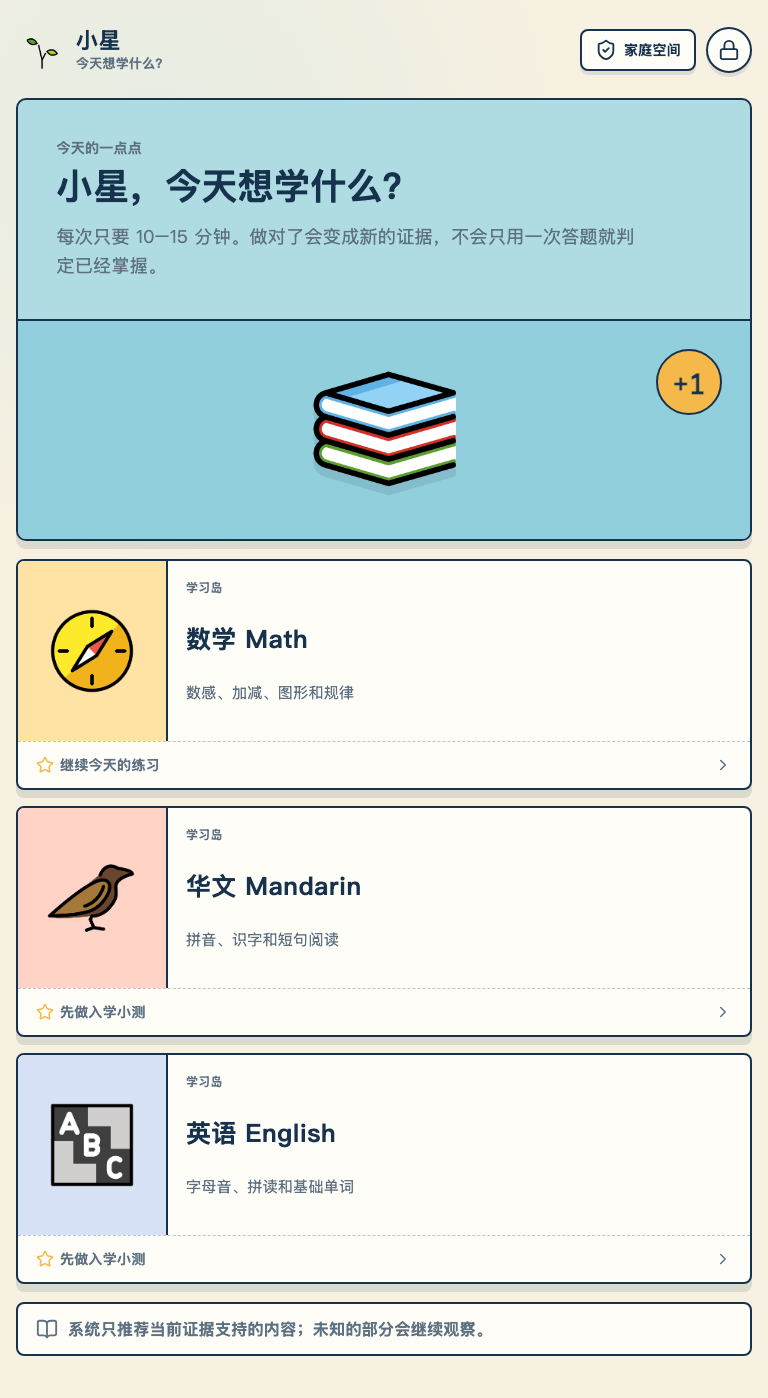 小星
今天想学什么?
家庭空间
今天的一点点
小星，今天想学什么?
每次只要 10–15 分钟。做对了会变成新的证据，不会只用一次答题就判
定已经掌握。
+1
学习岛
数学 Math
数感、加减、图形和规律
继续今天的练习
学习岛
华文 Mandarin
拼音、识字和短句阅读
先做入学小测
A
B
C
学习岛
英语 English
字母音、拼读和基础单词
先做入学小测
系统只推荐当前证据支持的内容；未知的部分会继续观察。